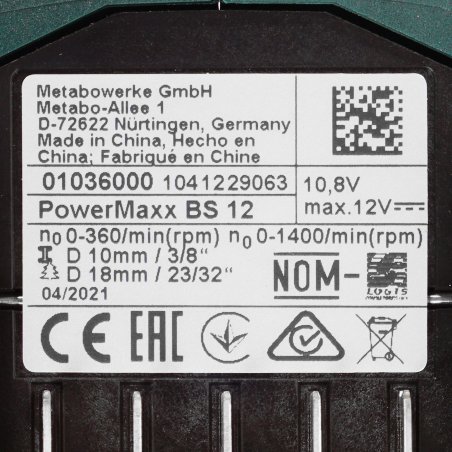 Metabowerke GmbH
Metabo-Allee 1
D-72622 Nürtingen, Germany
Made in China, Hecho en
China; Fabriqué en Chine
01036000 1041229063
10,8V
PowerMaxx BS 12
max.12V
n0 0-360/min(rpm) n0 0-1400/min(rpm)
D 10mm / 3/8“
D 18mm / 23/32“
04/2021
NOM-
LOGIS
CE EAC